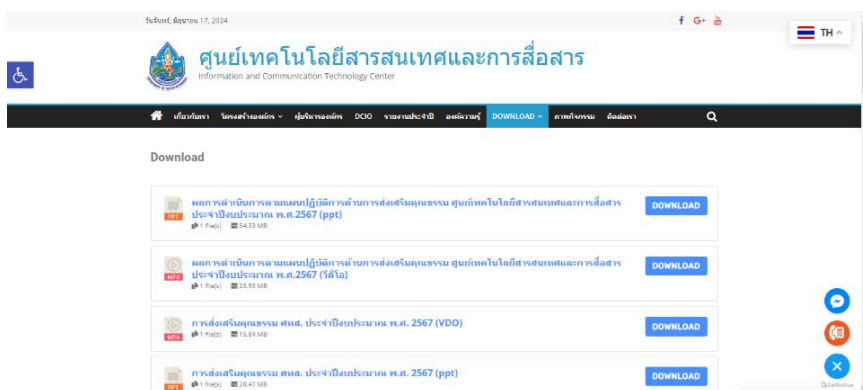 วันจันทร์, มิถุนายน 17, 2024
f G+
TH
ศูนย์เทคโนโลยีสารสนเทศและการสื่อสาร
Information and Communication Technology Center
เกี่ยวกับเรา โครงสร้างองค์กร ผู้บริหารองค์กร DCIO รายงานประจำปี องค์ความรู้ DOWNLOAD ภาพกิจกรรม ติดต่อเรา
Download
ผลการดำเนินการตามแผนปฏิบัติการด้านการส่งเสริมคุณธรรม ศูนย์เทคโนโลยีสารสนเทศและการสื่อสาร
ประจำปีงบประมาณ พ.ศ.2567 (ppt)
PPT
1 file(s) 54.33 MB
DOWNLOAD
ผลการดำเนินการตามแผนปฏิบัติการด้านการส่งเสริมคุณธรรม ศูนย์เทคโนโลยีสารสนเทศและการสื่อสาร
ประจำปีงบประมาณ พ.ศ.2567 (วีดีโอ)
MP4
1 file(s) 25.93 MB
DOWNLOAD
การส่งเสริมคุณธรรม ศทส. ประจำปีงบประมาณ พ.ศ. 2567 (VDO)
MP4
1 file(s) 15.84 MB
DOWNLOAD
การส่งเสริมคุณธรรม ศทส. ประจำปีงบประมาณ พ.ศ. 2567 (ppt)
PPT
1 file(s) 28.47 MB
DOWNLOAD